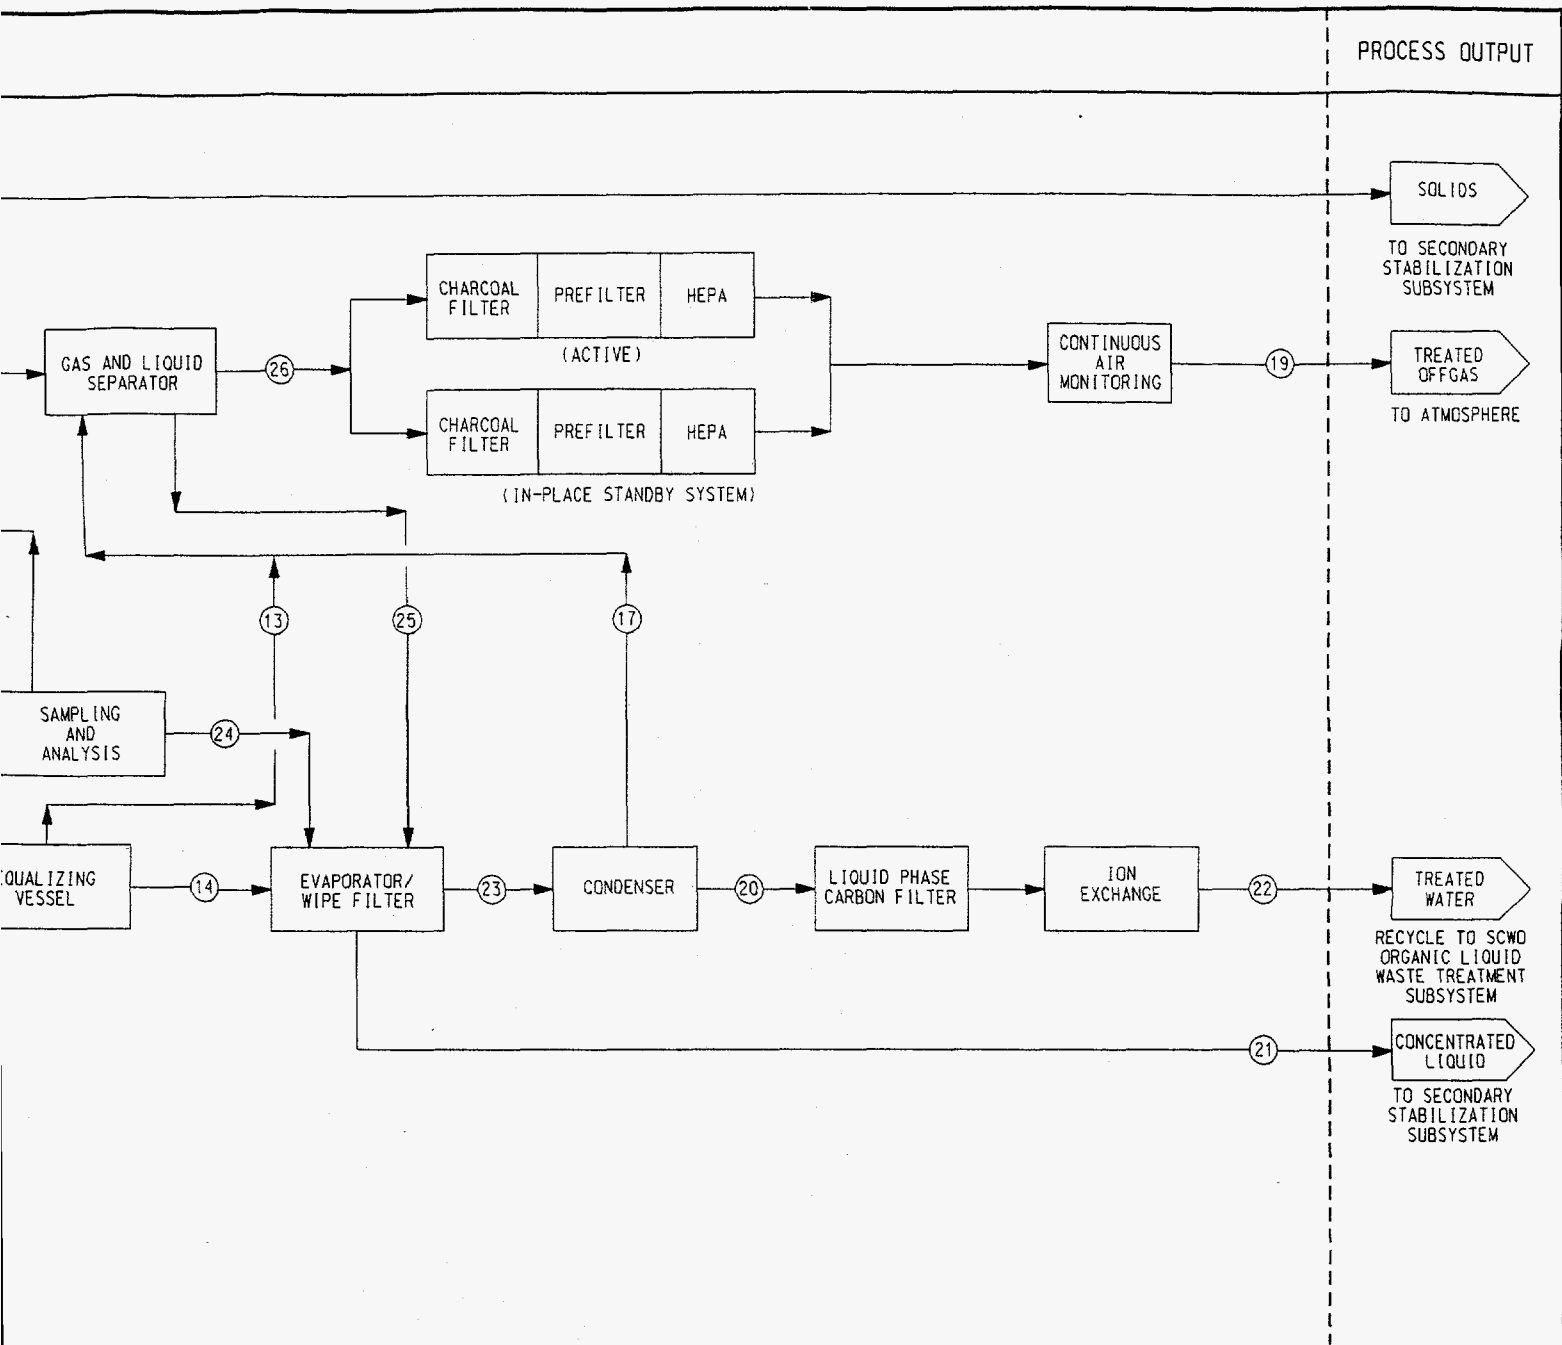 PROCESS OUTPUT
SOLIDS
TO SECONDARY
STABILIZATION
SUBSYSTEM
CHARCOAL
FILTER
PREFILTER
HEPA
(ACTIVE)
GAS AND LIQUID
SEPARATOR
26
CONTINUOUS
AIR
MONITORING
19
TREATED
OFFGAS
TO ATMOSPHERE
CHARCOAL
FILTER
PREFILTER
HEPA
(IN-PLACE STANDBY SYSTEM)
13
25
17
SAMPLING
AND
ANALYSIS
24
QUALIZING
VESSEL
14
EVAPORATOR/
WIPE FILTER
23
CONDENSER
20
LIQUID PHASE
CARBON FILTER
ION
EXCHANGE
22
TREATED
WATER
RECYCLE TO SCWO
ORGANIC LIQUID
WASTE TREATMENT
SUBSYSTEM
21
CONCENTRATED
LIQUID
TO SECONDARY
STABILIZATION
SUBSYSTEM